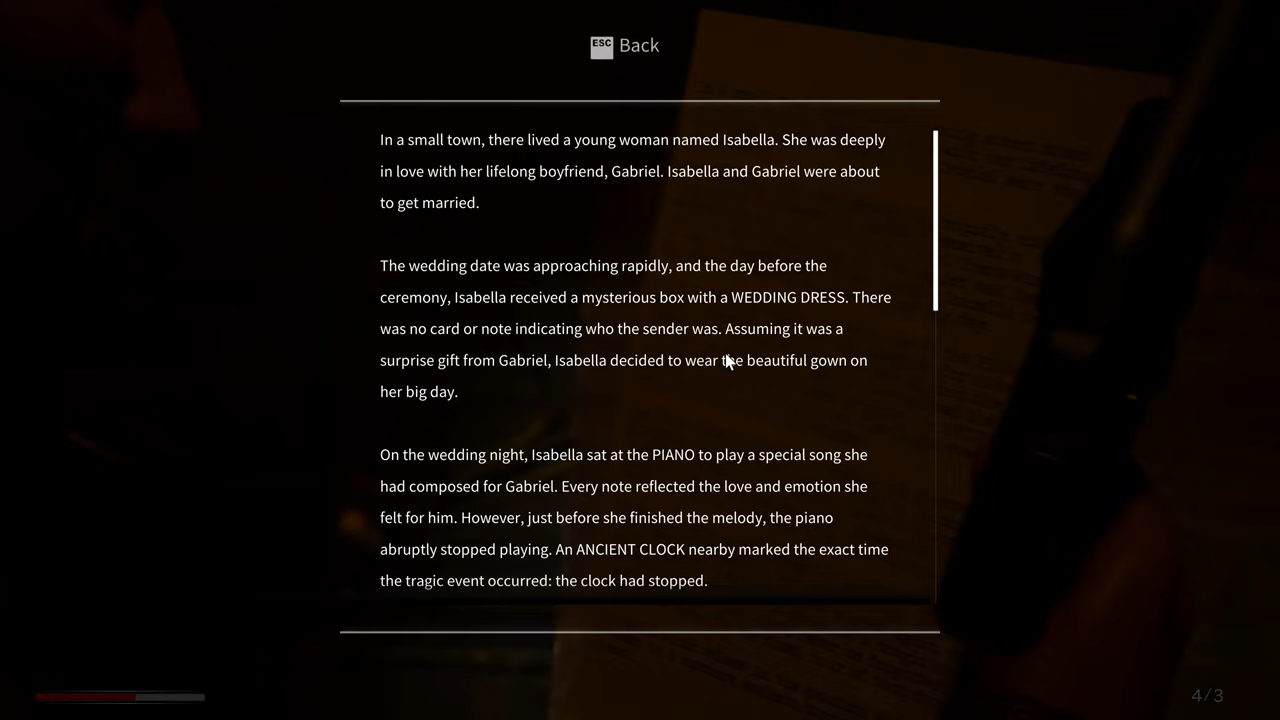 ESC Back
In a small town, there lived a young woman named Isabella. She was deeply
in love with her lifelong boyfriend, Gabriel. Isabella and Gabriel were about
to get married.
The wedding date was approaching rapidly, and the day before the
ceremony, Isabella received a mysterious box with a WEDDING DRESS. There
was no card or note indicating who the sender was. Assuming it was a
surprise gift from Gabriel, Isabella decided to wear the beautiful gown on
her big day.
On the wedding night, Isabella sat at the PIANO to play a special song she
had composed for Gabriel. Every note reflected the love and emotion she
felt for him. However, just before she finished the melody, the piano
abruptly stopped playing. An ANCIENT CLOCK nearby marked the exact time
the tragic event occurred: the clock had stopped.
4/3